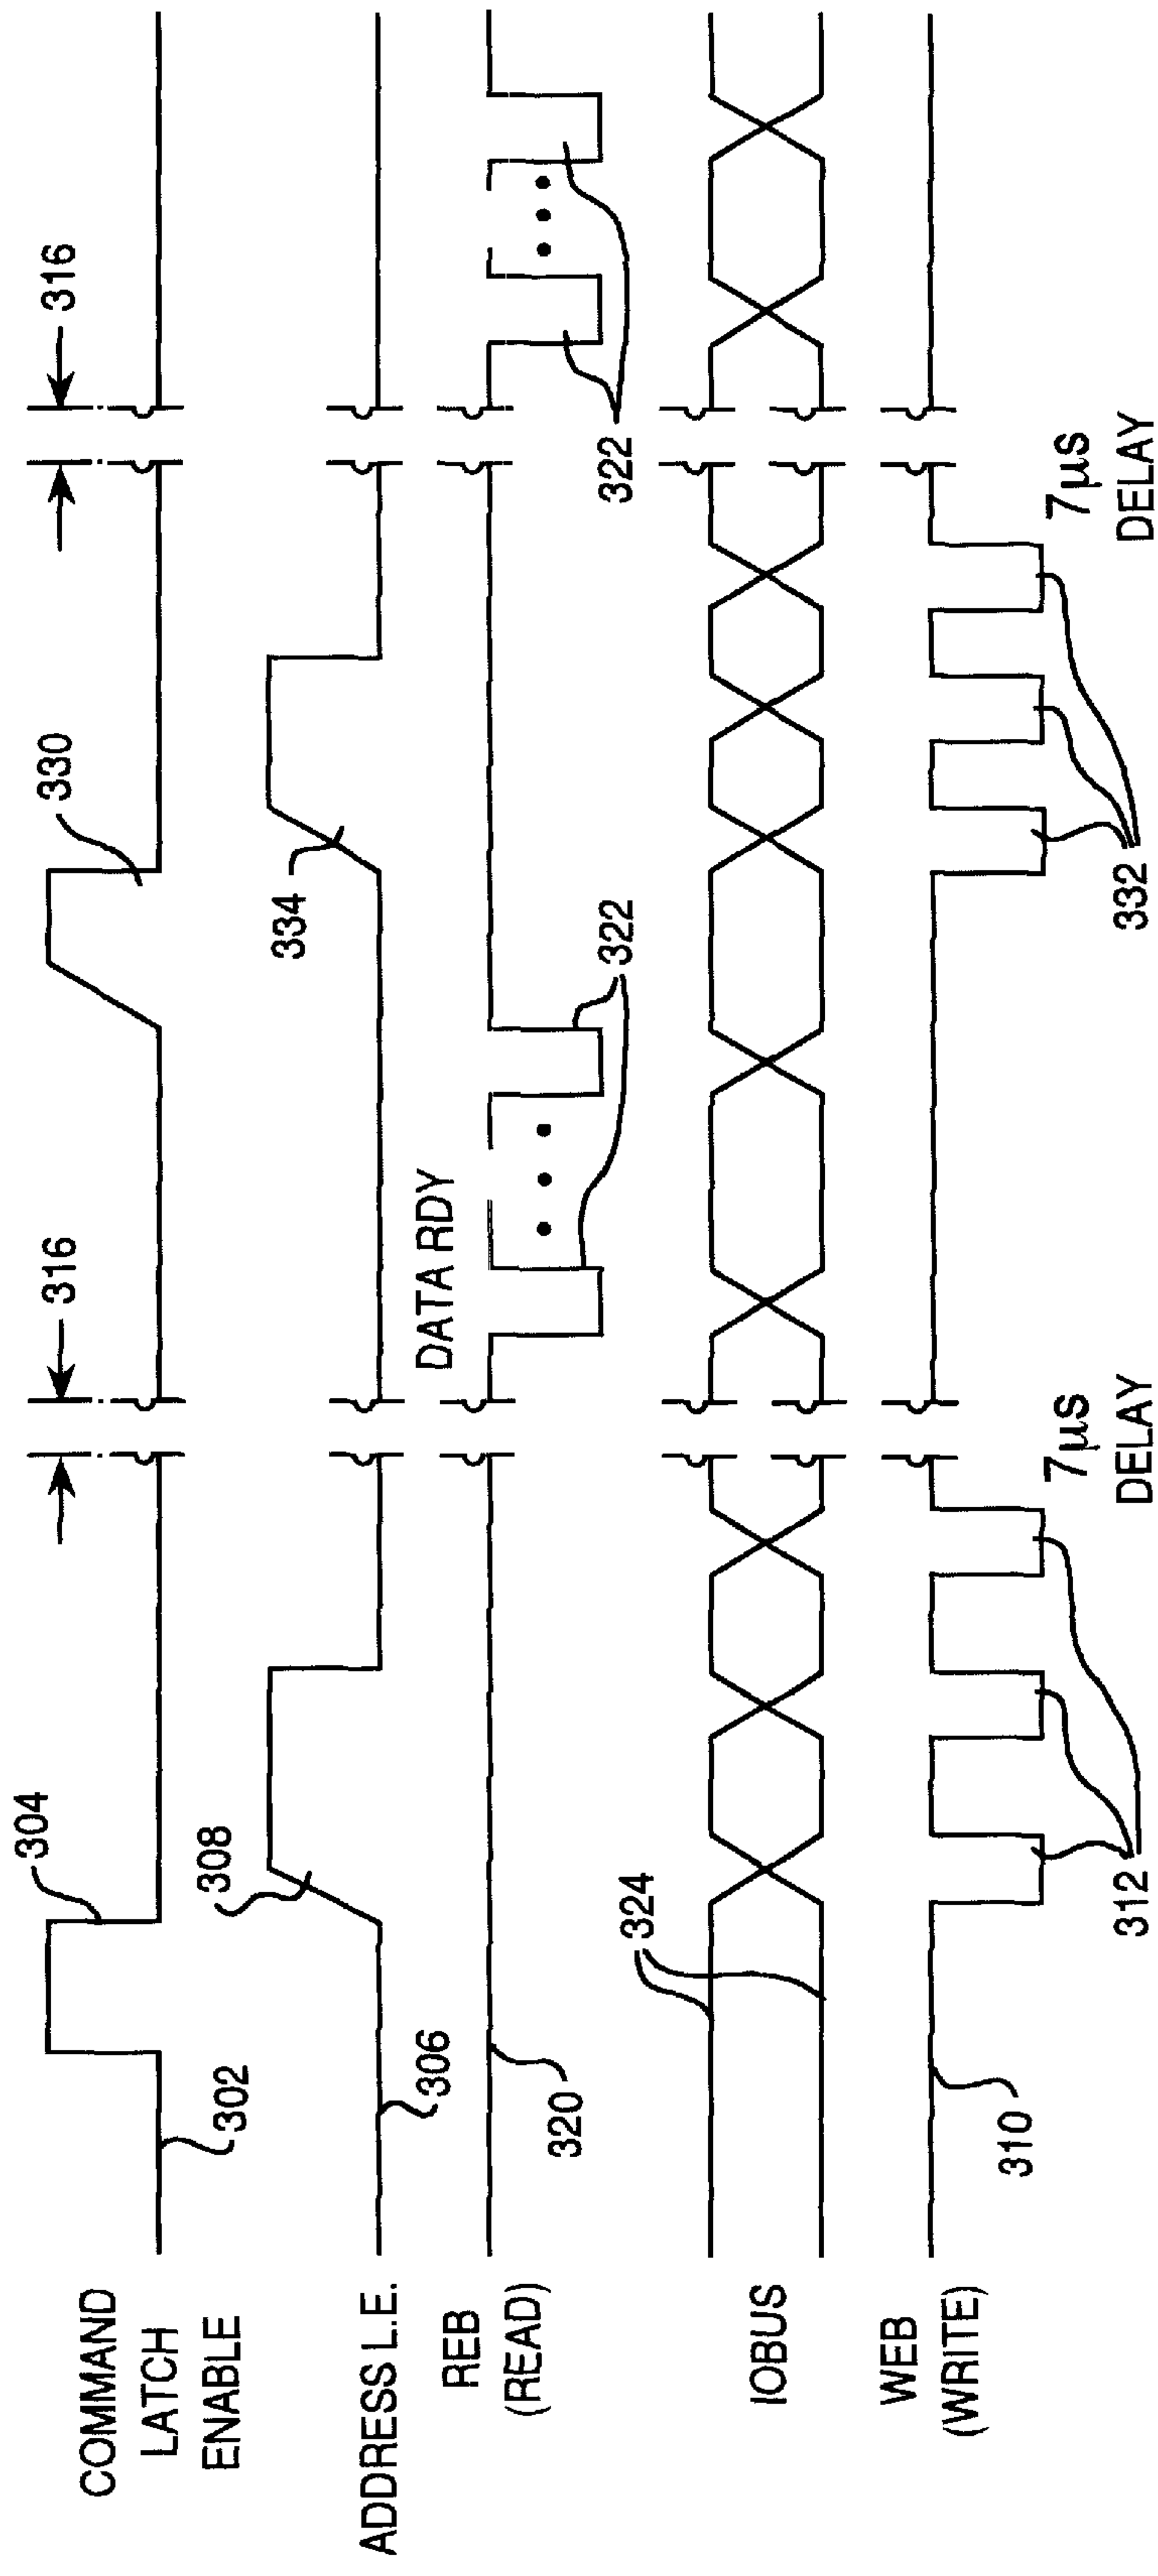 COMMAND
LATCH
ENABLE
302
304
316
330
316
ADDRESS L.E.
306
308
334
REB
(READ)
320
DATA RDY
322
322
IOBUS
324
WEB
(WRITE)
310
312
7µs
DELAY
332
7µs
DELAY